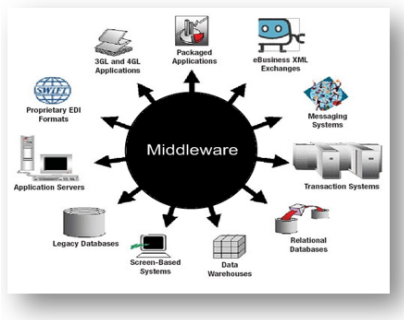 Packaged
Applications
3GL and 4GL
Applications
eBusiness XML
Exchanges
SWIFT
Proprietary EDI
Formats
Messaging
Systems
Middleware
Application Servers
Transaction Systems
Legacy Databases
Relational
Databases
Screen-Based
Systems
Data
Warehouses